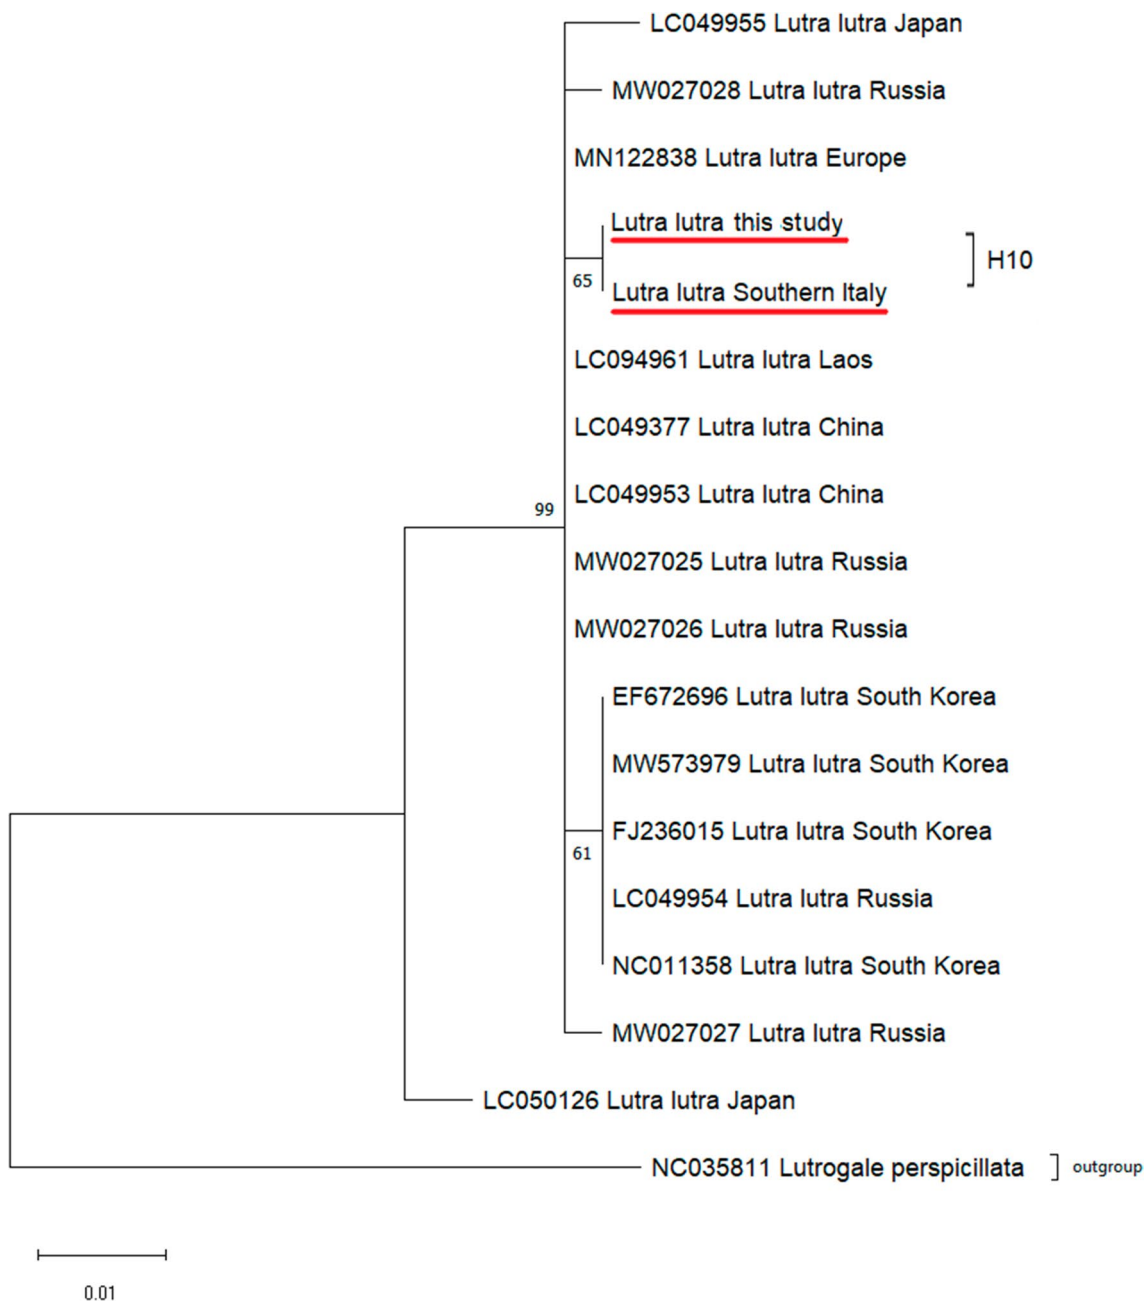 LC049955 Lutra lutra Japan
MW027028 Lutra lutra Russia
MN122838 Lutra lutra Europe
Lutra lutra this study
H10
65
Lutra lutra Southern Italy
LC094961 Lutra lutra Laos
LC049377 Lutra lutra China
LC049953 Lutra lutra China
99
MW027025 Lutra lutra Russia
MW027026 Lutra lutra Russia
EF672696 Lutra lutra South Korea
MW573979 Lutra lutra South Korea
FJ236015 Lutra lutra South Korea
61
LC049954 Lutra lutra Russia
NC011358 Lutra lutra South Korea
MW027027 Lutra lutra Russia
LC050126 Lutra lutra Japan
NC035811 Lutrogale perspicillata
outgroup
0.01